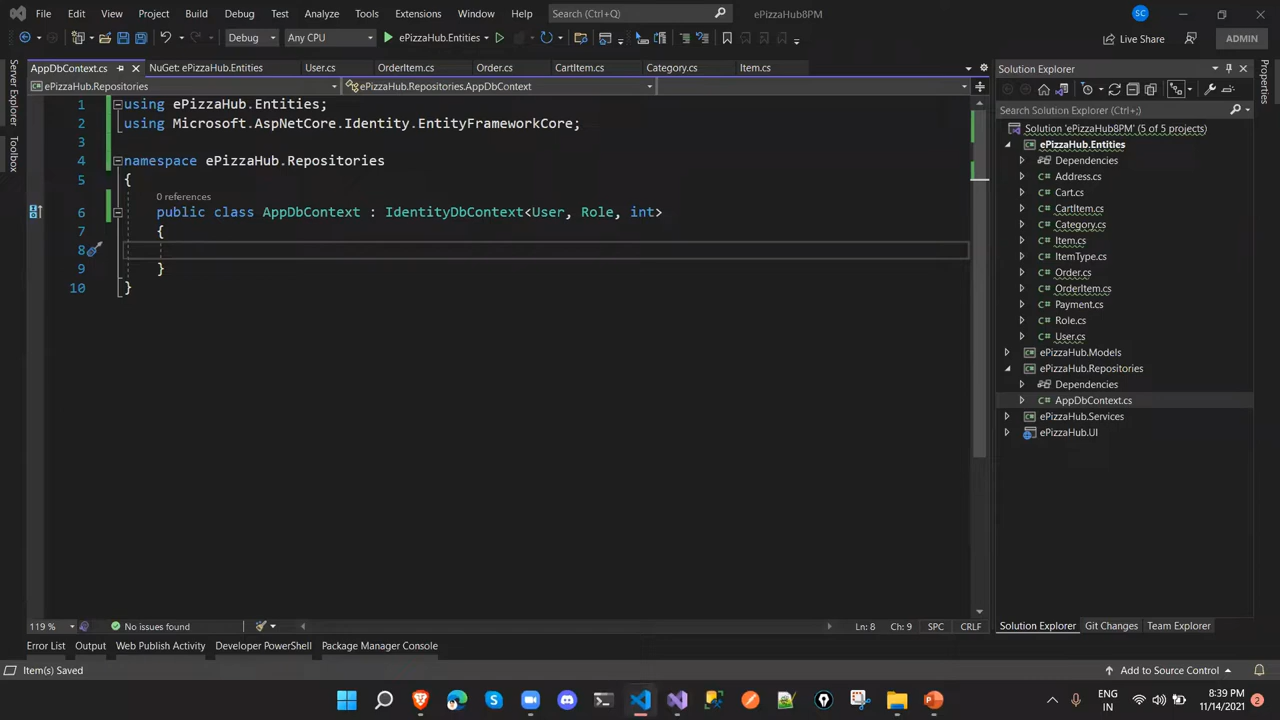 File Edit View Project Build Debug Test Analyze Tools Extensions Window Help Search (Ctrl+Q) ePizzaHub8PM SC
Debug Any CPU ePizzaHub.Entities Live Share ADMIN
Server Explorer
Toolbox
AppDbContext.cs NuGet: ePizzaHub.Entities User.cs OrderItem.cs Order.cs CartItem.cs Category.cs Item.cs
ePizzaHub.Repositories ePizzaHub.Repositories.AppDbContext
1 using ePizzaHub.Entities;
2 using Microsoft.AspNetCore.Identity.EntityFrameworkCore;
3
4 namespace ePizzaHub.Repositories
5 {
0 references
6 public class AppDbContext : IdentityDbContext<User, Role, int>
7 {
8
9 }
10 }
119 % No issues found Ln: 8 Ch: 9 SPC CRLF
Solution Explorer
Search Solution Explorer (Ctrl+;)
Solution 'ePizzaHub8PM' (5 of 5 projects)
ePizzaHub.Entities
Dependencies
Address.cs
Cart.cs
CartItem.cs
Category.cs
Item.cs
ItemType.cs
Order.cs
OrderItem.cs
Payment.cs
Role.cs
User.cs
ePizzaHub.Models
ePizzaHub.Repositories
Dependencies
AppDbContext.cs
ePizzaHub.Services
ePizzaHub.UI
Solution Explorer Git Changes Team Explorer
Properties
Error List Output Web Publish Activity Developer PowerShell Package Manager Console
Item(s) Saved Add to Source Control
ENG
IN
8:39 PM
11/14/2021
2